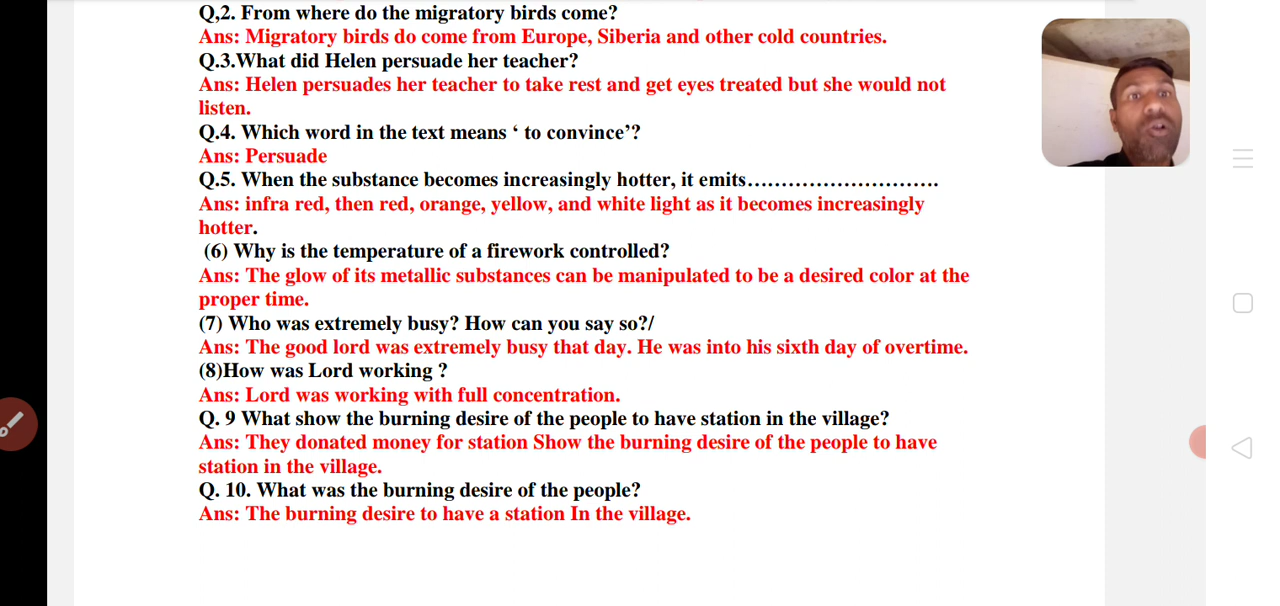 Q,2. From where do the migratory birds come?
Ans: Migratory birds do come from Europe, Siberia and other cold countries.
Q.3.What did Helen persuade her teacher?
Ans: Helen persuades her teacher to take rest and get eyes treated but she would not
listen.
Q.4. Which word in the text means ‘ to convince’?
Ans: Persuade
Q.5. When the substance becomes increasingly hotter, it emits............................
Ans: infra red, then red, orange, yellow, and white light as it becomes increasingly
hotter.
(6) Why is the temperature of a firework controlled?
Ans: The glow of its metallic substances can be manipulated to be a desired color at the
proper time.
(7) Who was extremely busy? How can you say so?/
Ans: The good lord was extremely busy that day. He was into his sixth day of overtime.
(8)How was Lord working ?
Ans: Lord was working with full concentration.
Q. 9 What show the burning desire of the people to have station in the village?
Ans: They donated money for station Show the burning desire of the people to have
station in the village.
Q. 10. What was the burning desire of the people?
Ans: The burning desire to have a station In the village.